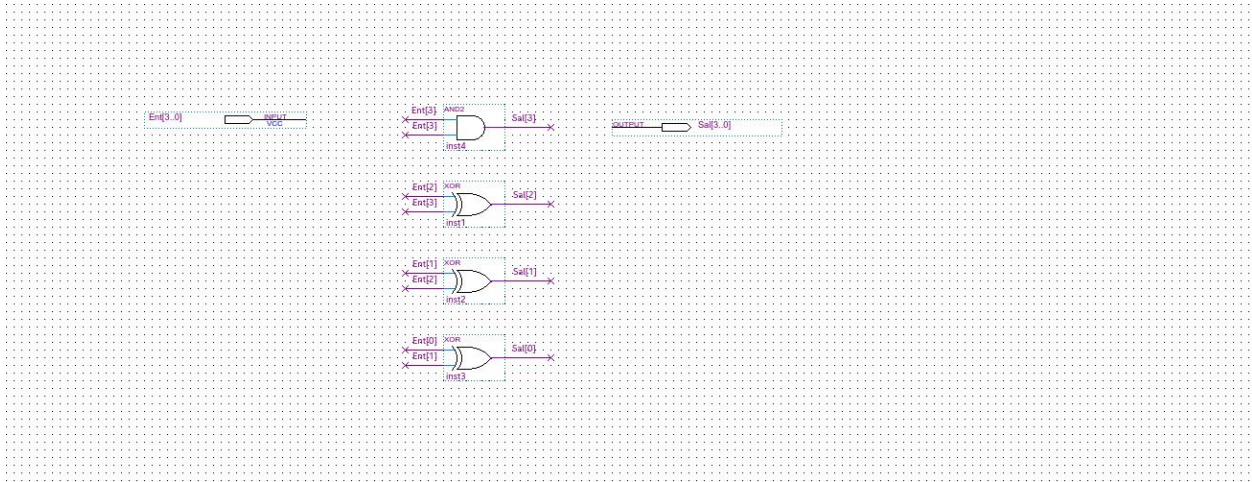 Ent[3..0]
INPUT
VCC
Ent[3]
AND2
Ent[3]
Sal[3]
inst4
OUTPUT
Sal[3..0]
Ent[2]
XOR
Ent[3]
Sal[2]
inst1
Ent[1]
XOR
Ent[2]
Sal[1]
inst2
Ent[0]
XOR
Ent[1]
Sal[0]
inst3